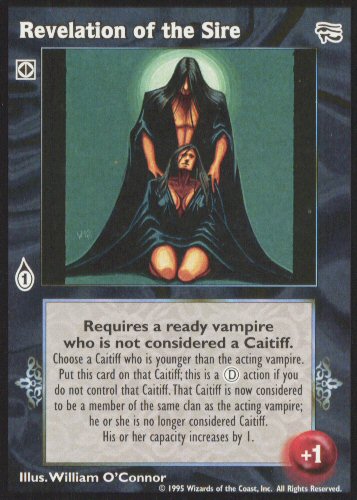 Revelation of the Sire
1
Requires a ready vampire
who is not considered a Caitiff.
Choose a Caitiff who is younger than the acting vampire.
Put this card on that Caitiff; this is a Ⓓ action if you
do not control that Caitiff. That Caitiff is now considered
to be a member of the same clan as the acting vampire;
he or she is no longer considered Caitiff.
His or her capacity increases by 1.
+1
Illus. William O'Connor
© 1995 Wizards of the Coast, Inc. All Rights Reserved.